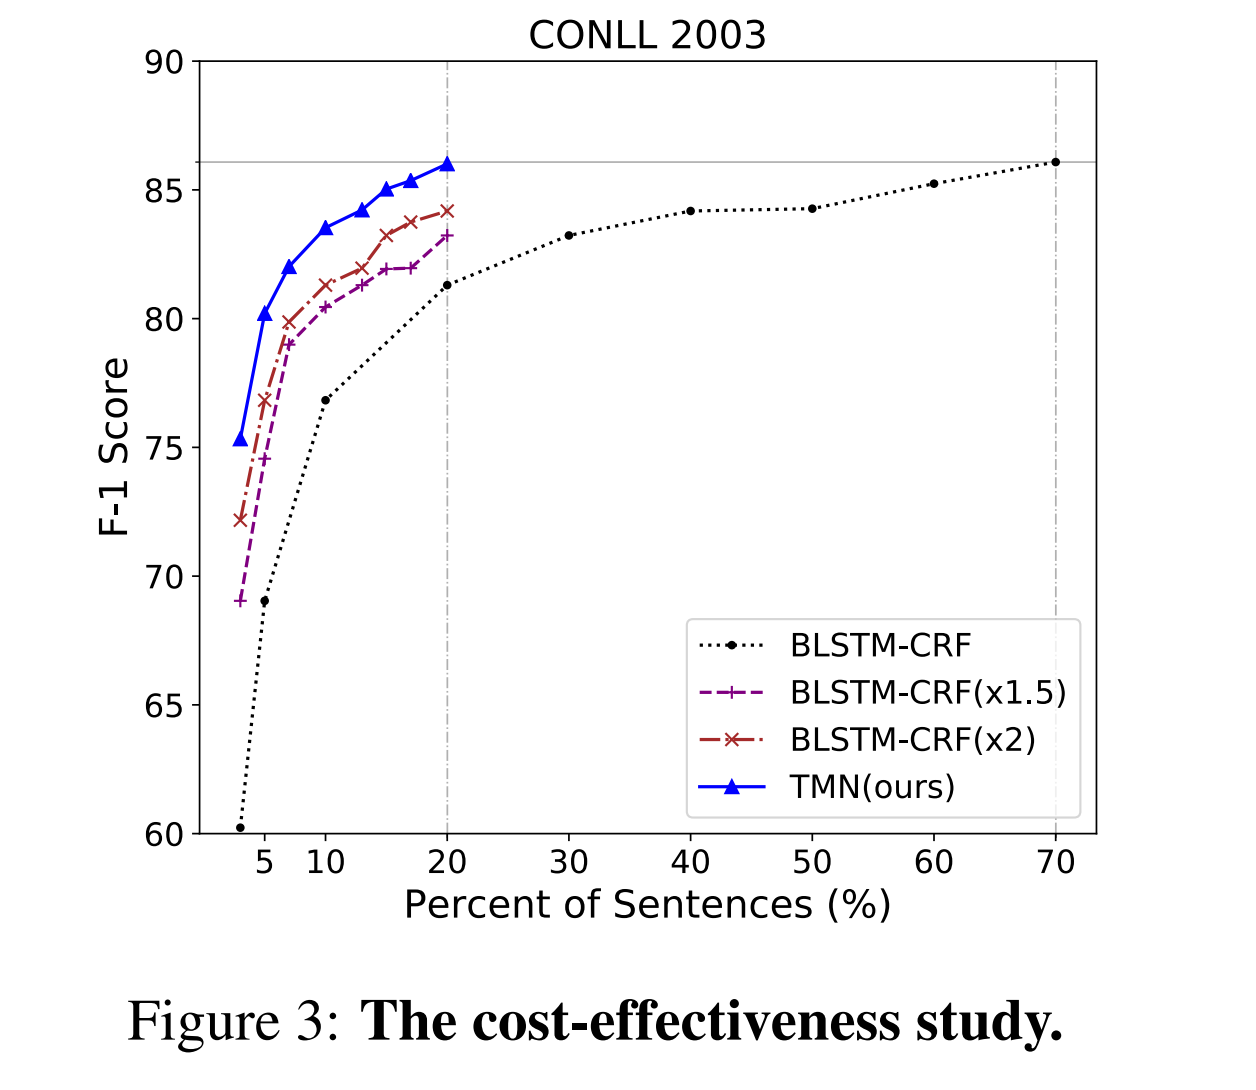 CONLL 2003
90
85
80
75
70
65
60
F-1 Score
5 10 20 30 40 50 60 70
Percent of Sentences (%)
BLSTM-CRF
BLSTM-CRF(x1.5)
BLSTM-CRF(x2)
TMN(ours)
Figure 3: The cost-effectiveness study.